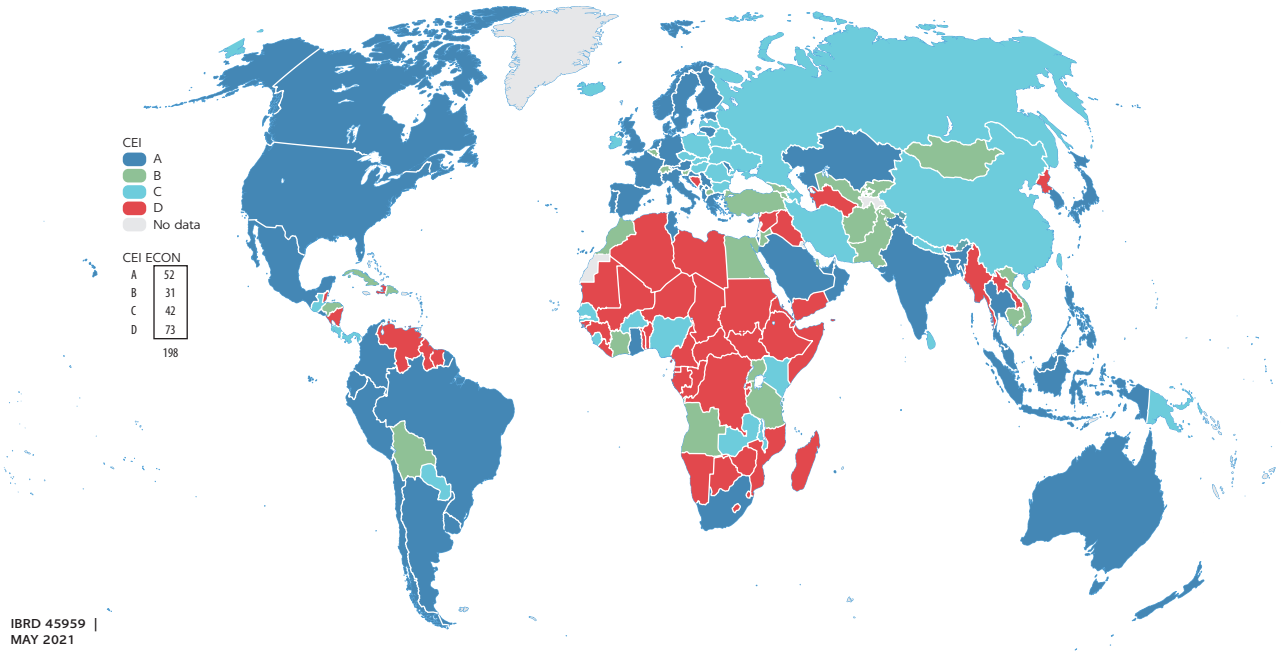 CEI
A
B
C
D
No data
CEI ECON
A 52
B 31
C 42
D 73
198
IBRD 45959 |
MAY 2021